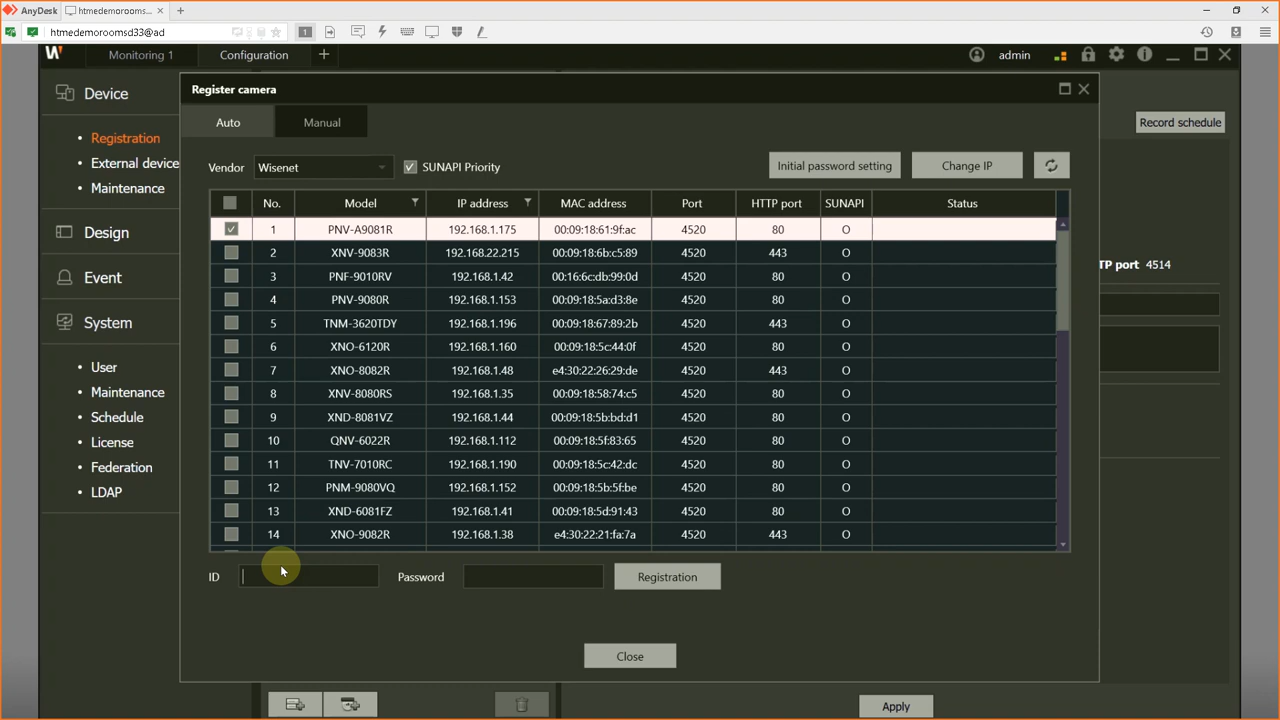 AnyDesk htmedemoroomsd33@... × +
htmedemoroomsd33@ad 1
W Monitoring 1 Configuration + admin
Register camera
Device Auto Manual Record schedule
• Registration
• External device Vendor Wisenet SUNAPI Priority Initial password setting Change IP
• Maintenance
No. Model IP address MAC address Port HTTP port SUNAPI Status
1 PNV-A9081R 192.168.1.175 00:09:18:61:9f:ac 4520 80 O
Design
2 XNV-9083R 192.168.22.215 00:09:18:6b:c5:89 4520 443 O
TP port 4514
Event 3 PNF-9010RV 192.168.1.42 00:16:6c:db:99:0d 4520 80 O
4 PNV-9080R 192.168.1.153 00:09:18:5a:d3:8e 4520 80 O
System 5 TNM-3620TDY 192.168.1.196 00:09:18:67:89:2b 4520 443 O
6 XNO-6120R 192.168.1.160 00:09:18:5c:44:0f 4520 80 O
• User 7 XNO-8082R 192.168.1.48 e4:30:22:26:29:de 4520 443 O
• Maintenance 8 XNV-8080RS 192.168.1.35 00:09:18:58:74:c5 4520 80 O
• Schedule 9 XND-8081VZ 192.168.1.44 00:09:18:5b:bd:d1 4520 80 O
• License 10 QNV-6022R 192.168.1.112 00:09:18:5f:83:65 4520 80 O
• Federation 11 TNV-7010RC 192.168.1.190 00:09:18:5c:42:dc 4520 80 O
• LDAP 12 PNM-9080VQ 192.168.1.152 00:09:18:5b:5f:be 4520 80 O
13 XND-6081FZ 192.168.1.41 00:09:18:5d:91:43 4520 80 O
14 XNO-9082R 192.168.1.38 e4:30:22:21:fa:7a 4520 443 O
ID Password Registration
Close
Apply